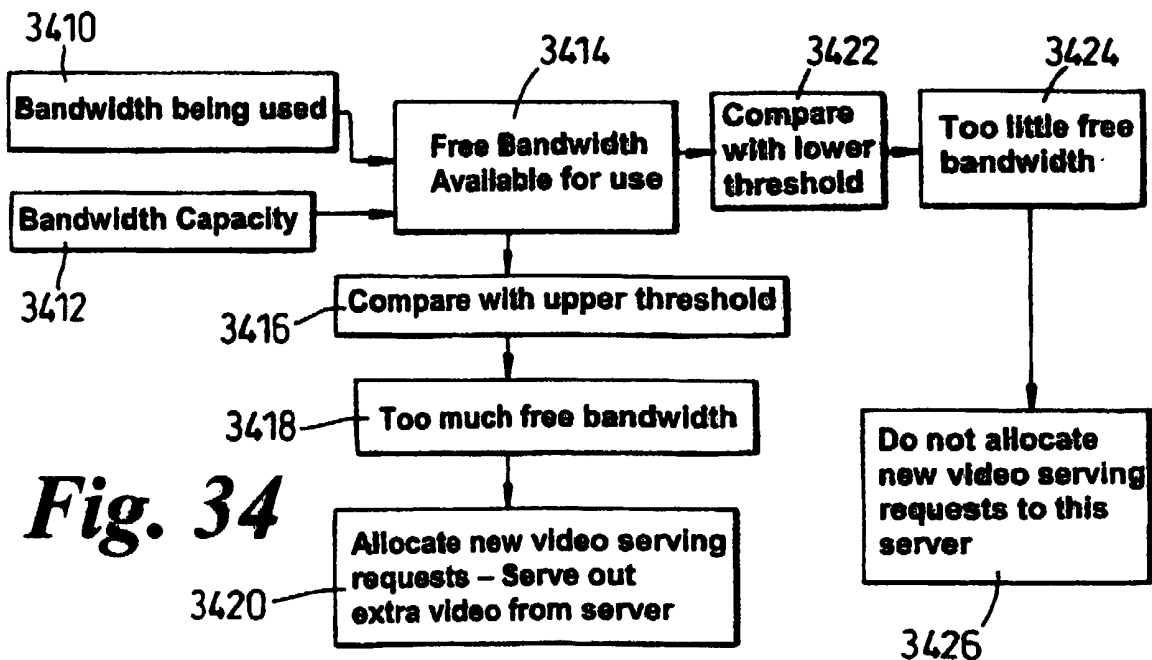 3410
Bandwidth being used
Bandwidth Capacity
3412
3414
Free Bandwidth
Available for use
3422
Compare
with lower
threshold
3424
Too little free
bandwidth
Compare with upper threshold
3416
Too much free bandwidth
3418
Allocate new video serving
requests – Serve out
extra video from server
3420
Do not allocate
new video serving
requests to this
server
3426
Fig. 34